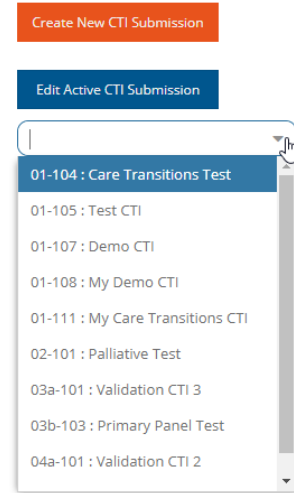 Create New CTI Submission
Edit Active CTI Submission
01-104 : Care Transitions Test
01-105 : Test CTI
01-107 : Demo CTI
01-108 : My Demo CTI
01-111 : My Care Transitions CTI
02-101 : Palliative Test
03a-101 : Validation CTI 3
03b-103 : Primary Panel Test
04a-101 : Validation CTI 2